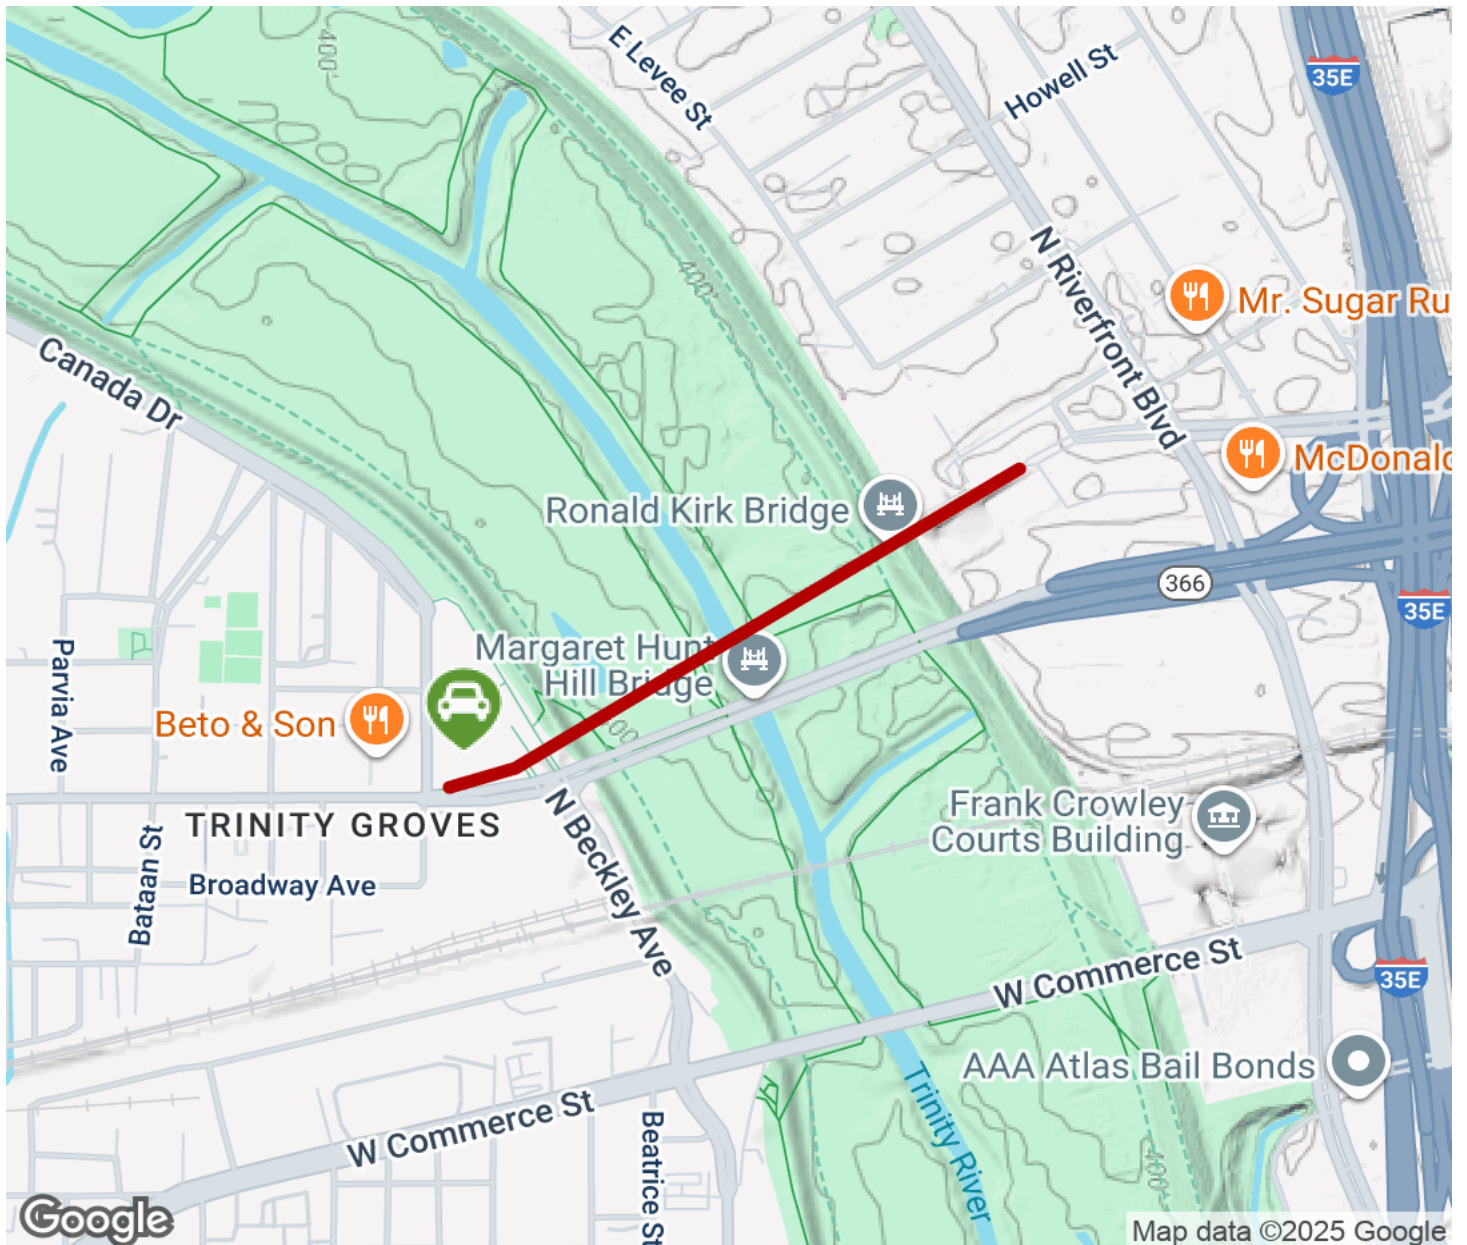 400'
E Levee St
Howell St
35E
N Riverfront Blvd
400'
Mr. Sugar Ru
Canada Dr
McDonald
Ronald Kirk Bridge
366
35E
Parvia Ave
Margaret Hunt
Hill Bridge
Beto & Son
TRINITY GROVES
N Beckley Ave
Frank Crowley
Courts Building
Bataan St
Broadway Ave
W Commerce St
35E
AAA Atlas Bail Bonds
W Commerce St
Trinity River
Beatrice St
400'
Google
Map data ©2025 Google